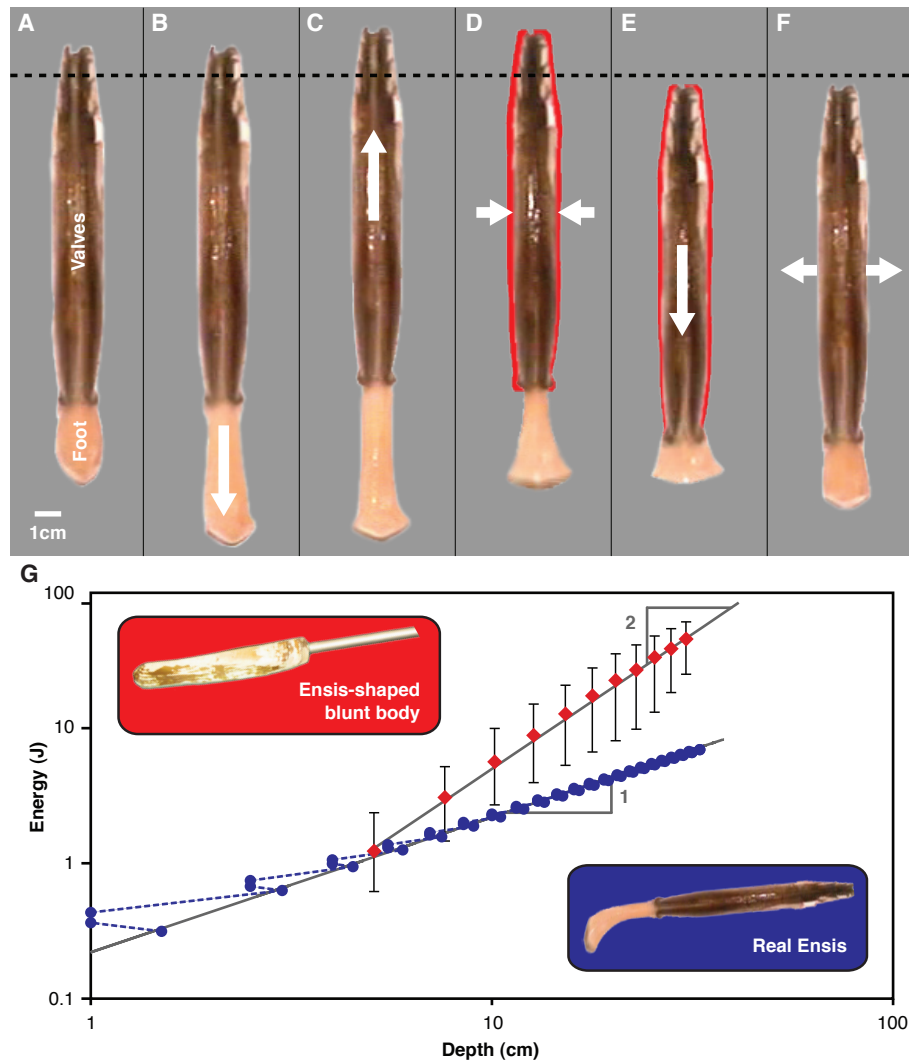 A B C D E F
Valves
Foot
1cm
G
100
10
1
0.1
Energy (J)
Ensis-shaped
blunt body
2
1
Real Ensis
1 10 100
Depth (cm)